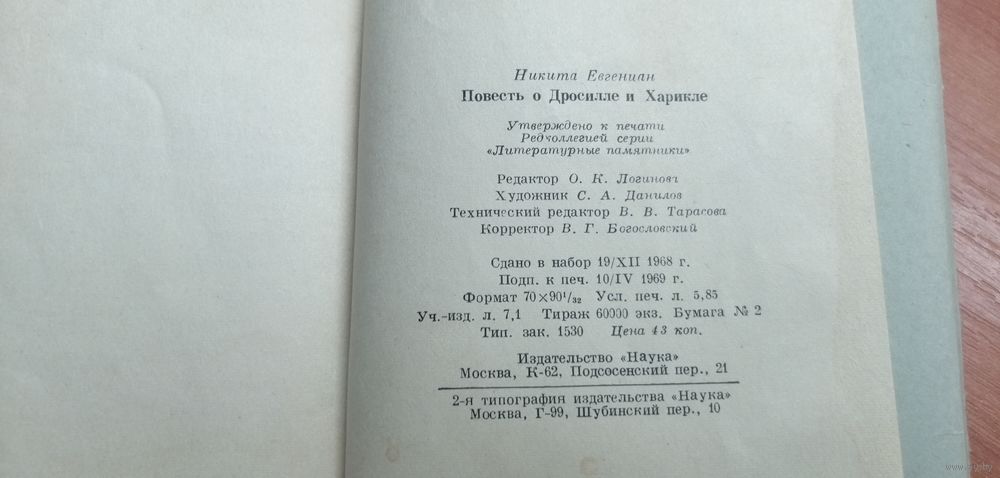 Никита Евгениан
Повесть о Дросилле и Харикле
Утверждено к печати
Редколлегией серии
«Литературные памятники»
Редактор О. К. Логинова
Художник С. А. Данилов
Технический редактор В. В. Тарасова
Корректор В. Г. Богословский
Сдано в набор 19/XII 1968 г.
Подп. к печ. 10/IV 1969 г.
Формат 70×90¹/₃₂ Усл. печ. л. 5,85
Уч.-изд. л. 7,1 Тираж 60000 экз. Бумага № 2
Тип. зак. 1530 Цена 43 коп.
Издательство «Наука»
Москва, К-62, Подсосенский пер., 21
2-я типография издательства «Наука»
Москва, Г-99, Шубинский пер., 10